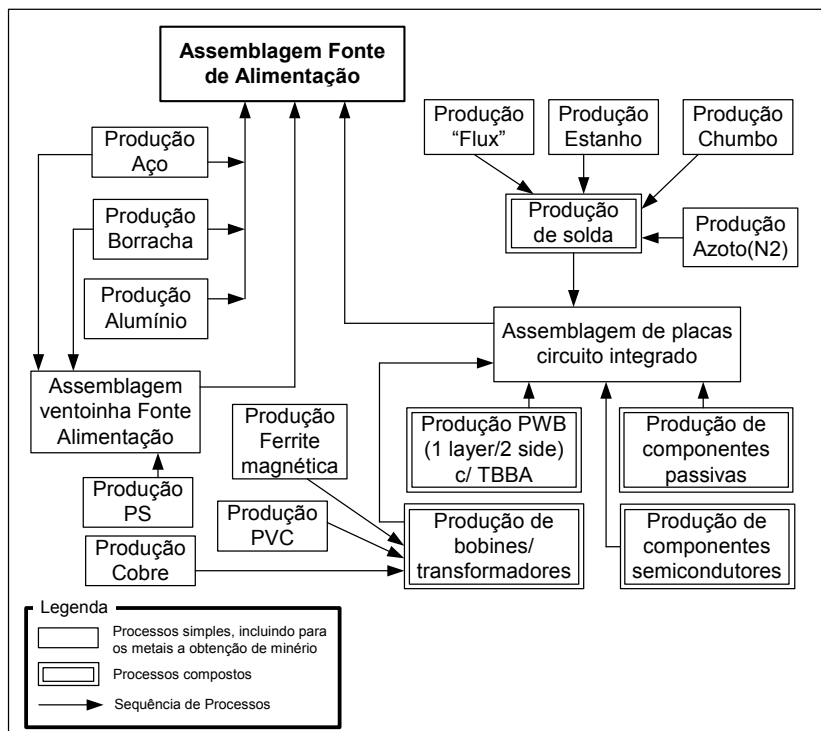 Assemblagem Fonte
de Alimentação
Produção
"Flux"
Produção
Estanho
Produção
Chumbo
Produção
Aço
Produção
de solda
Produção
Borracha
Produção
Azoto(N2)
Produção
Alumínio
Assemblagem de placas
circuito integrado
Assemblagem
ventoinha Fonte
Alimentação
Produção
Ferrite
magnética
Produção PWB
(1 layer/2 side)
c/ TBBA
Produção de
componentes
passivas
Produção
PS
Produção
PVC
Produção de
bobines/
transformadores
Produção de
componentes
semicondutores
Produção
Cobre
Legenda
Processos simples, incluindo para
os metais a obtenção de minério
Processos compostos
Sequência de Processos